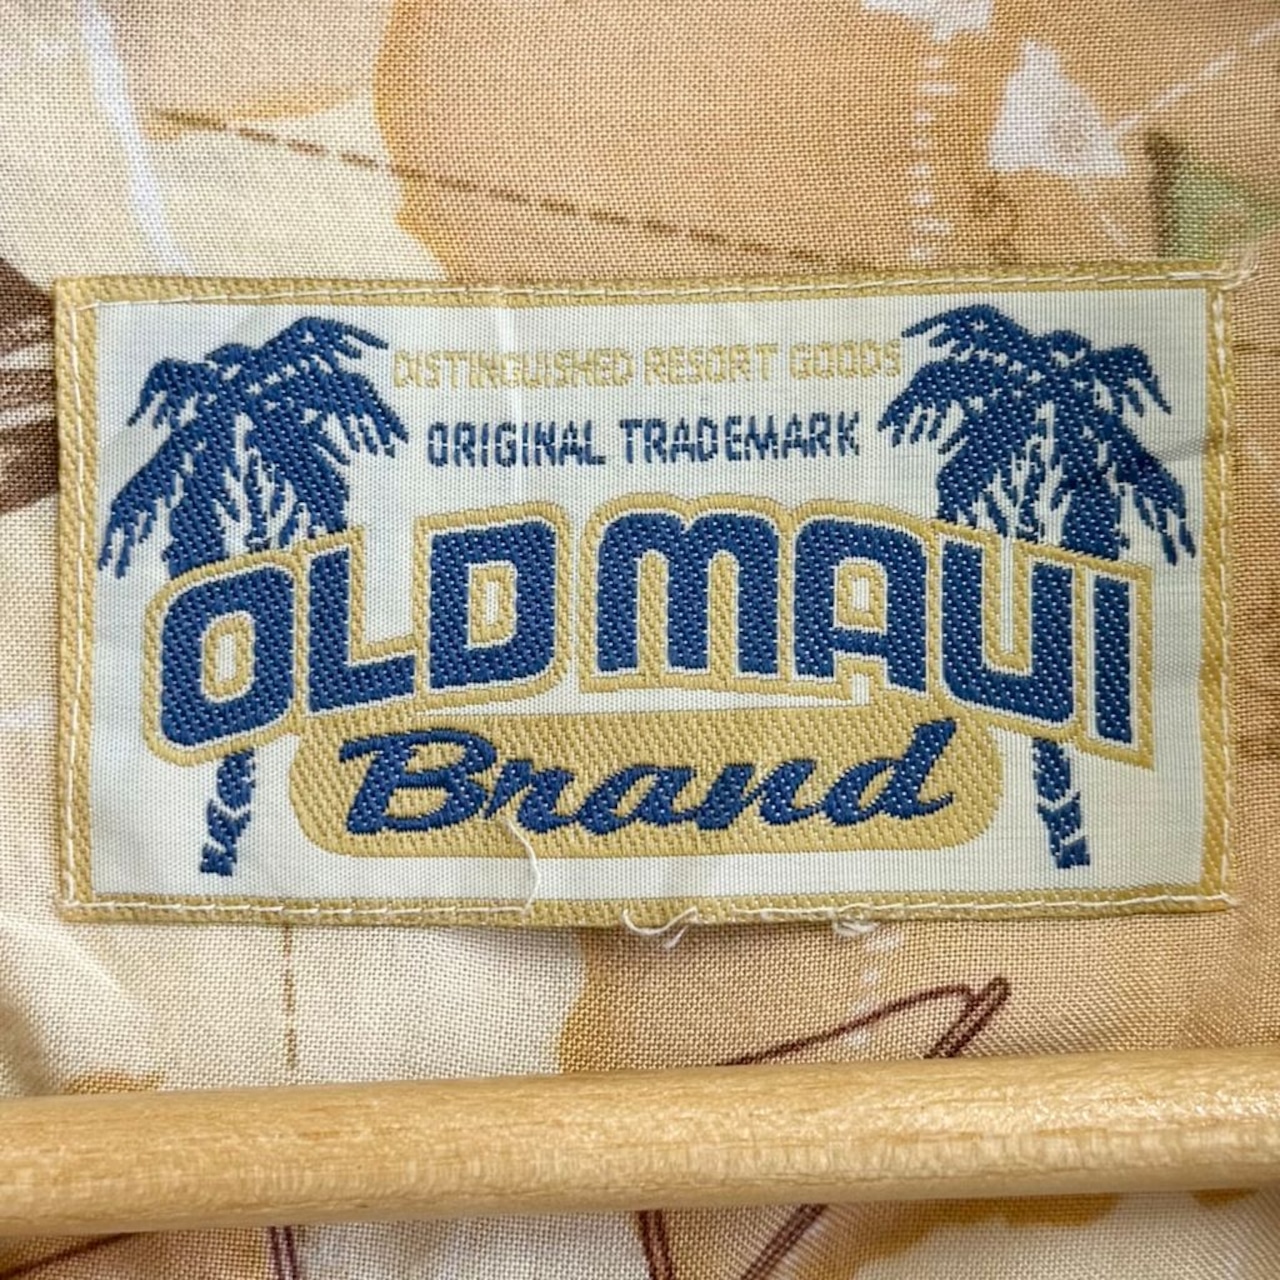 DISTINGUISHED RESORT GOODS
ORIGINAL TRADEMARK
OLD MAUI
Brand